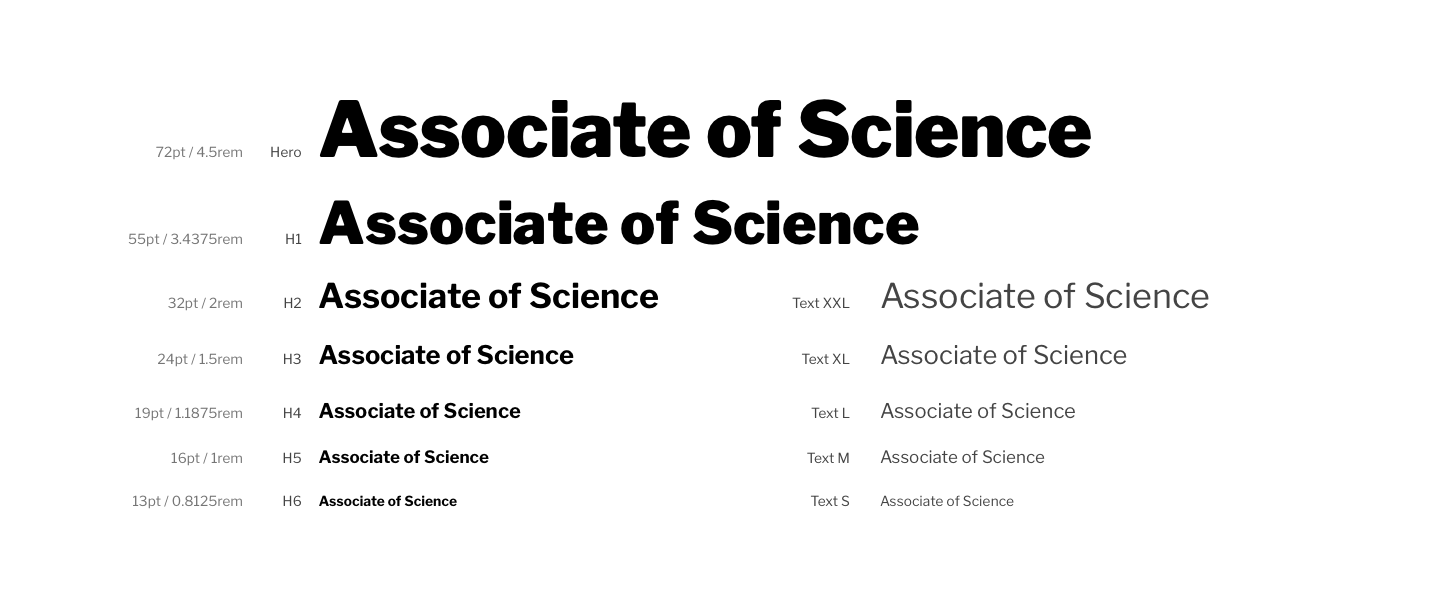 72pt / 4.5rem Hero Associate of Science
55pt / 3.4375rem H1 Associate of Science
32pt / 2rem H2 Associate of Science Text XXL Associate of Science
24pt / 1.5rem H3 Associate of Science Text XL Associate of Science
19pt / 1.1875rem H4 Associate of Science Text L Associate of Science
16pt / 1rem H5 Associate of Science Text M Associate of Science
13pt / 0.8125rem H6 Associate of Science Text S Associate of Science